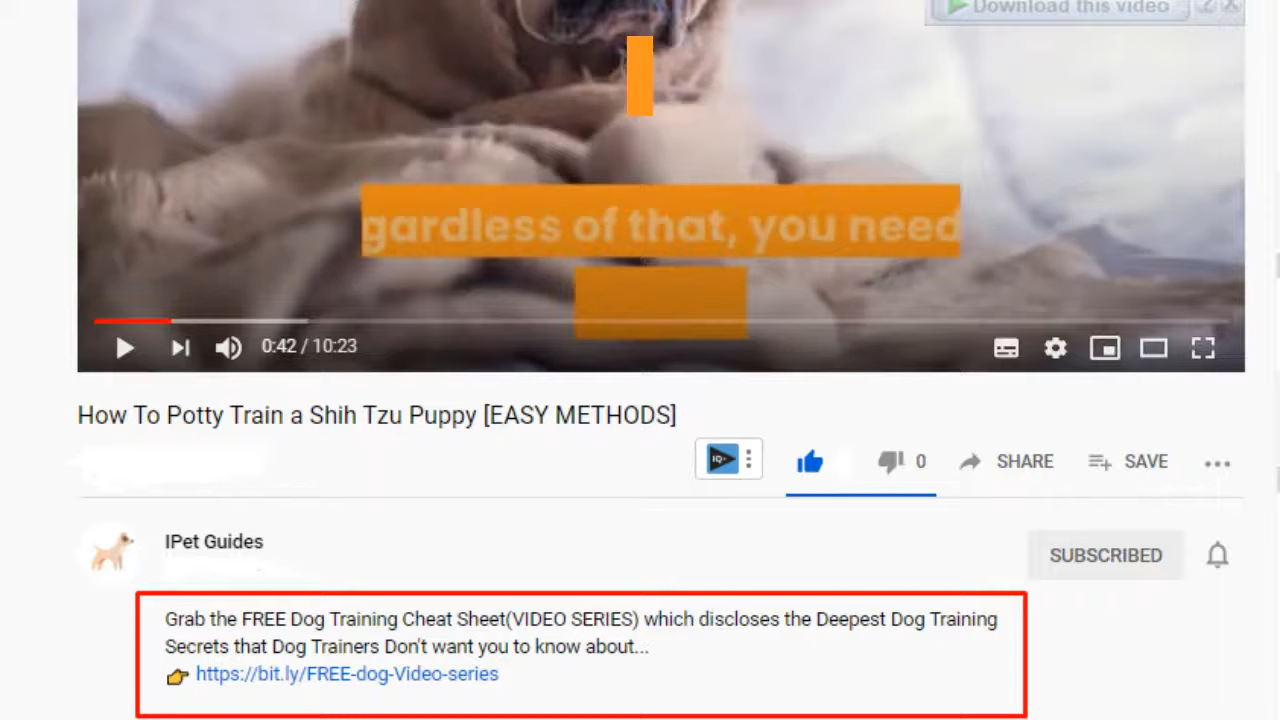 Download this video
gardless of that, you need
0:42 / 10:23
How To Potty Train a Shih Tzu Puppy [EASY METHODS]
IQ
0
SHARE
SAVE
IPet Guides
SUBSCRIBED
Grab the FREE Dog Training Cheat Sheet(VIDEO SERIES) which discloses the Deepest Dog Training
Secrets that Dog Trainers Don't want you to know about...
https://bit.ly/FREE-dog-Video-series